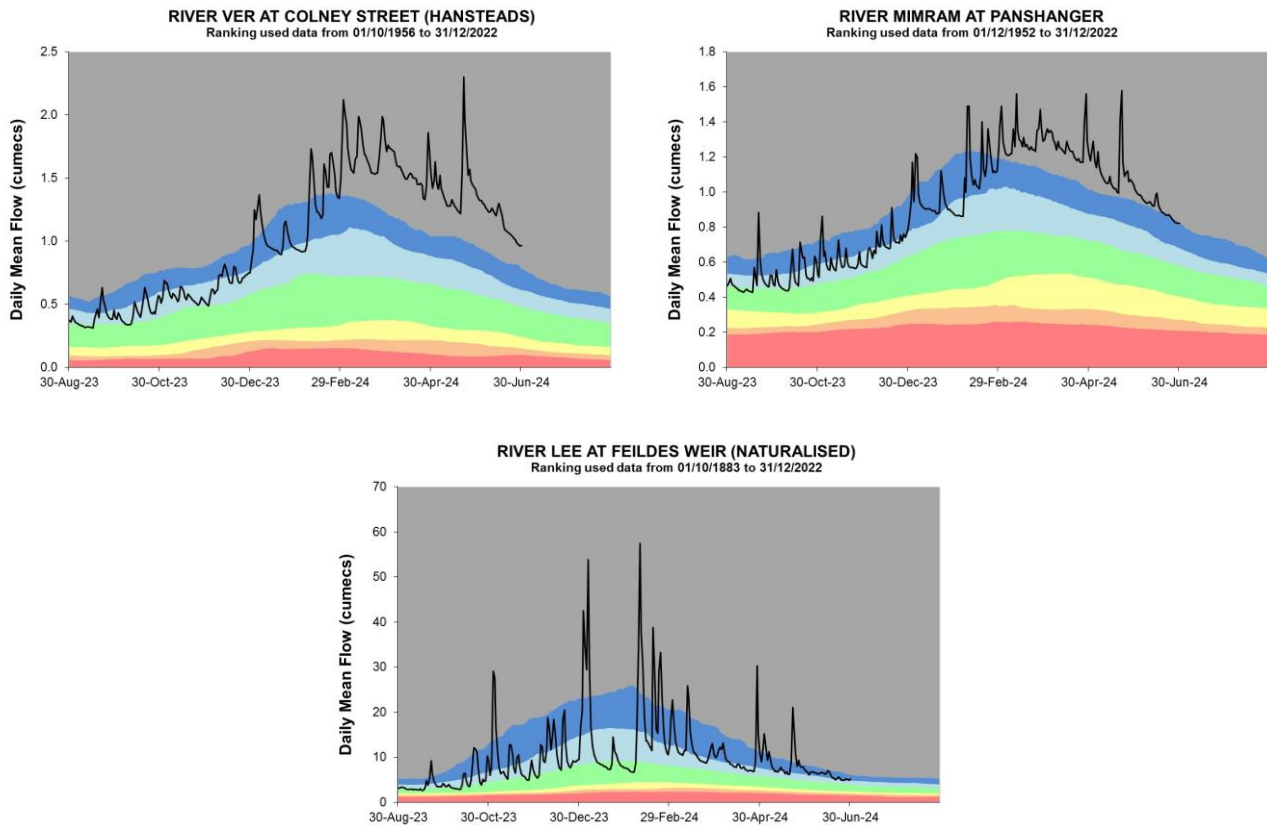 RIVER VER AT COLNEY STREET (HANSTEADS)
Ranking used data from 01/10/1956 to 31/12/2022
Daily Mean Flow (cumecs)
2.5
2.0
1.5
1.0
0.5
0.0
30-Aug-23 30-Oct-23 30-Dec-23 29-Feb-24 30-Apr-24 30-Jun-24
RIVER MIMRAM AT PANSHANGER
Ranking used data from 01/12/1952 to 31/12/2022
Daily Mean Flow (cumecs)
1.8
1.6
1.4
1.2
1.0
0.8
0.6
0.4
0.2
0.0
30-Aug-23 30-Oct-23 30-Dec-23 29-Feb-24 30-Apr-24 30-Jun-24
RIVER LEE AT FEILDES WEIR (NATURALISED)
Ranking used data from 01/10/1883 to 31/12/2022
Daily Mean Flow (cumecs)
70
60
50
40
30
20
10
0
30-Aug-23 30-Oct-23 30-Dec-23 29-Feb-24 30-Apr-24 30-Jun-24